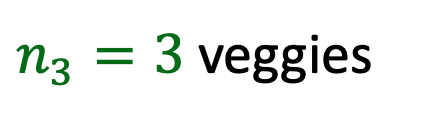 n₃ = 3 veggies